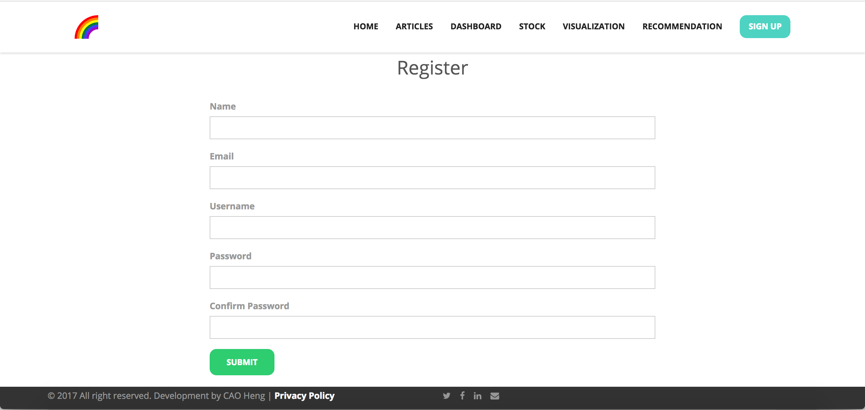 HOME ARTICLES DASHBOARD STOCK VISUALIZATION RECOMMENDATION SIGN UP
Register
Name
Email
Username
Password
Confirm Password
SUBMIT
© 2017 All right reserved. Development by CAO Heng | Privacy Policy